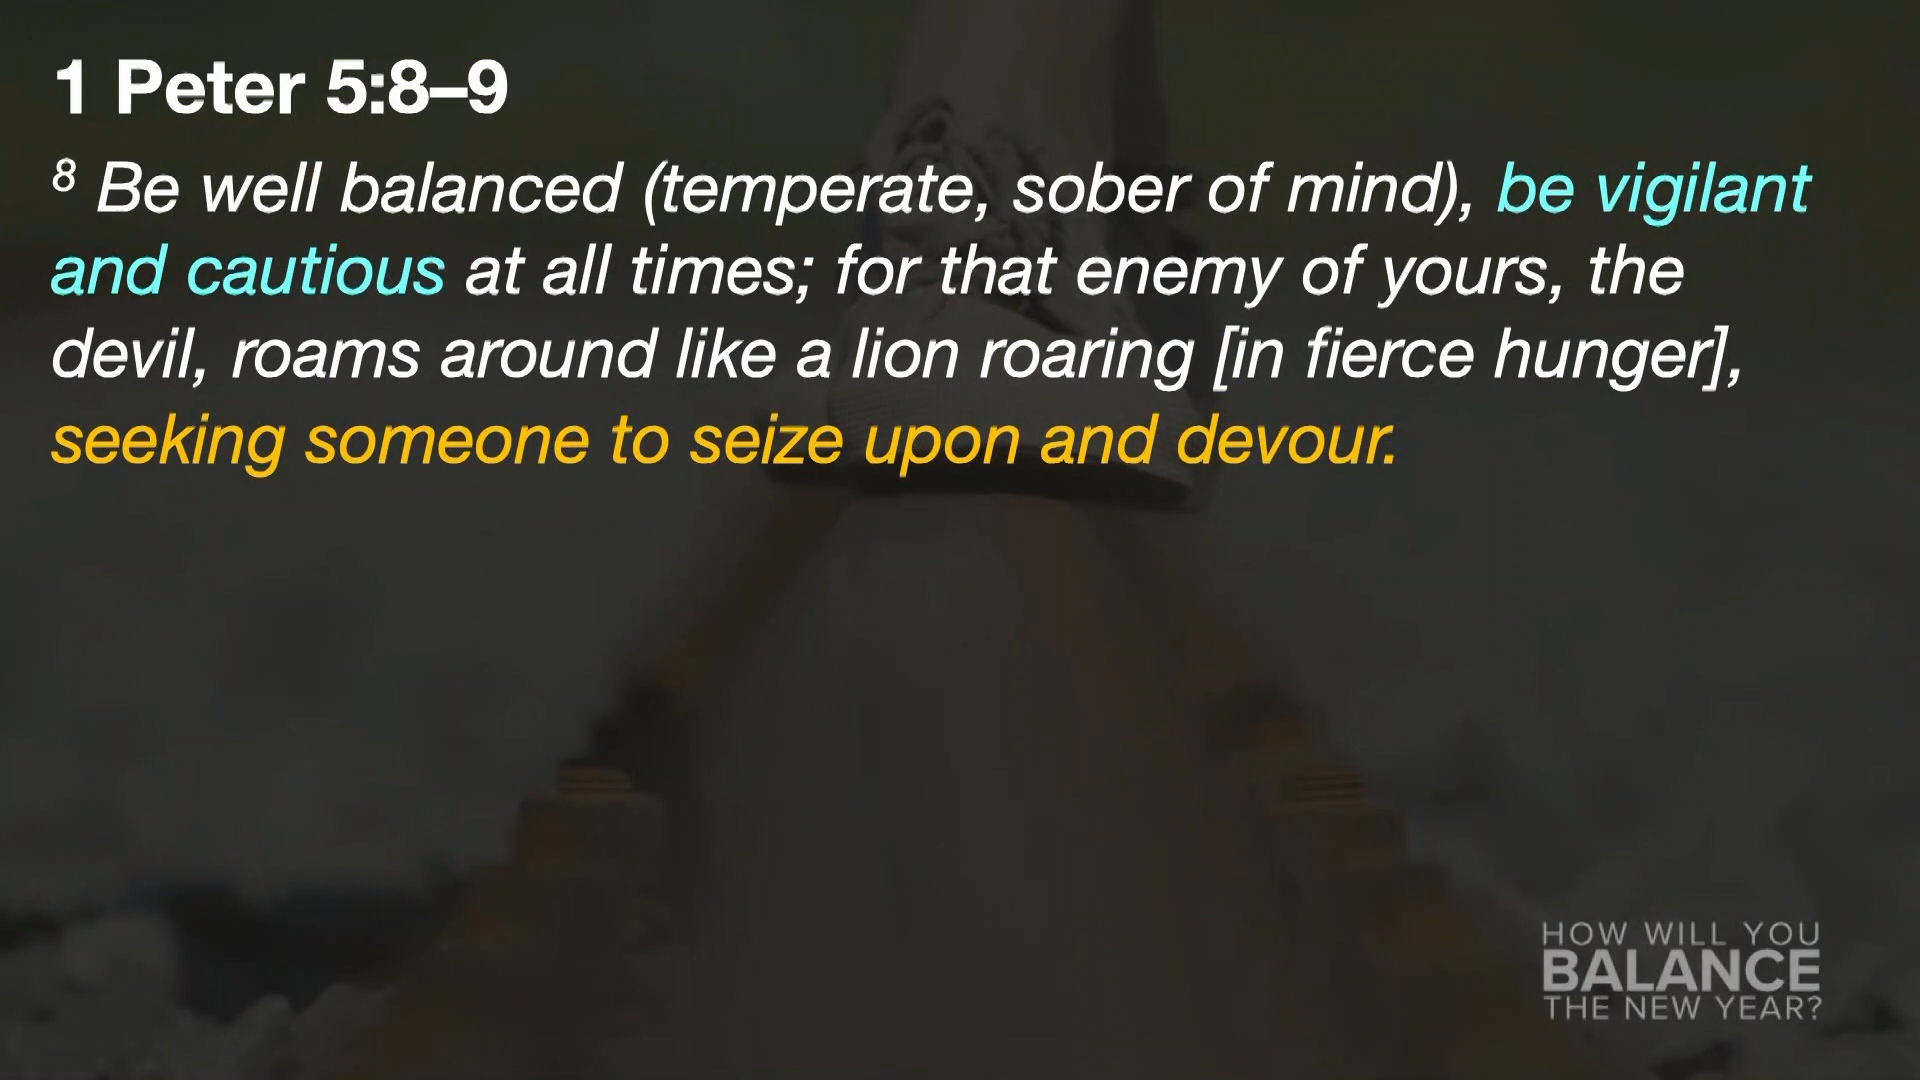 1 Peter 5:8–9
8 Be well balanced (temperate, sober of mind), be vigilant
and cautious at all times; for that enemy of yours, the
devil, roams around like a lion roaring [in fierce hunger],
seeking someone to seize upon and devour.
HOW WILL YOU
BALANCE
THE NEW YEAR?